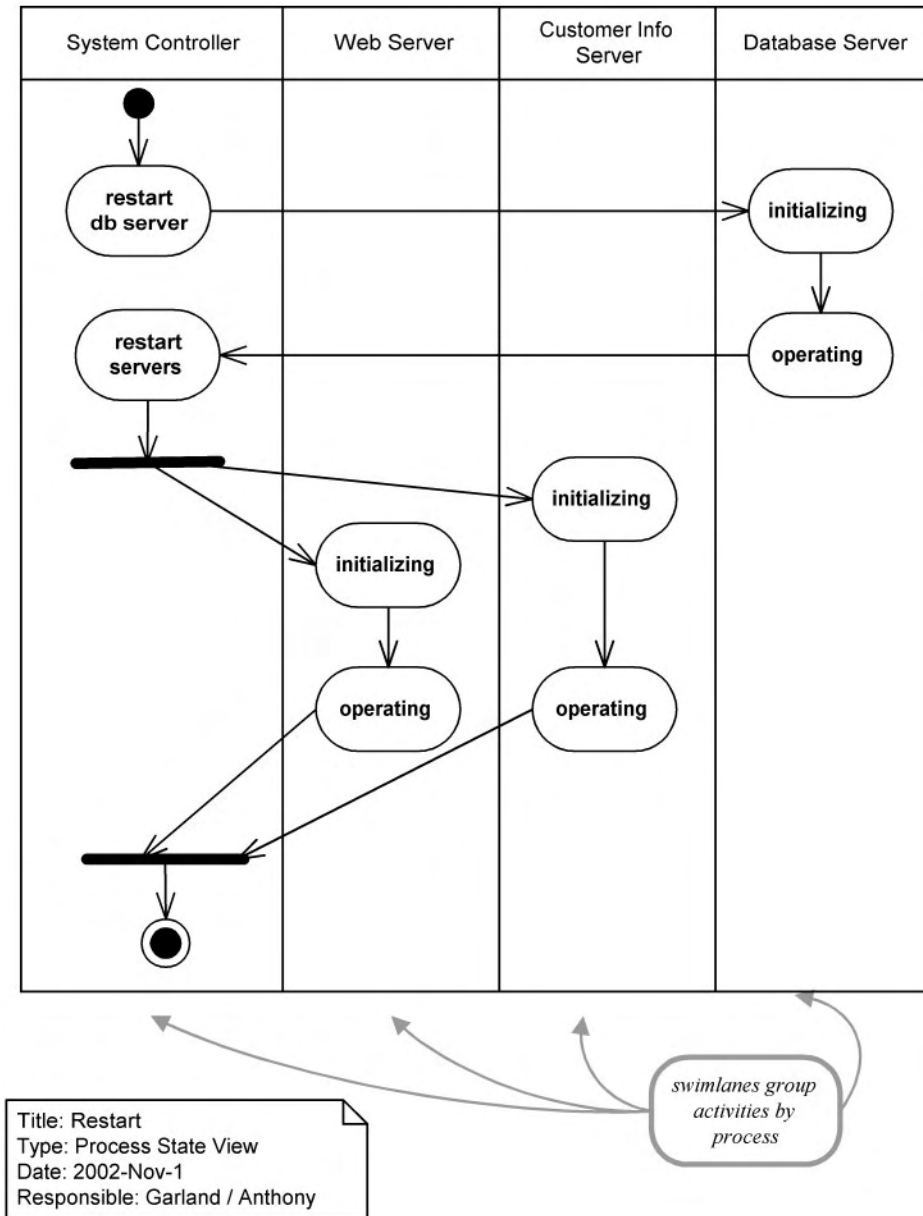 System Controller
Web Server
Customer Info
Server
Database Server
restart
db server
initializing
restart
servers
operating
initializing
initializing
operating
operating
swimlanes group
activities by
process
Title: Restart
Type: Process State View
Date: 2002-Nov-1
Responsible: Garland / Anthony